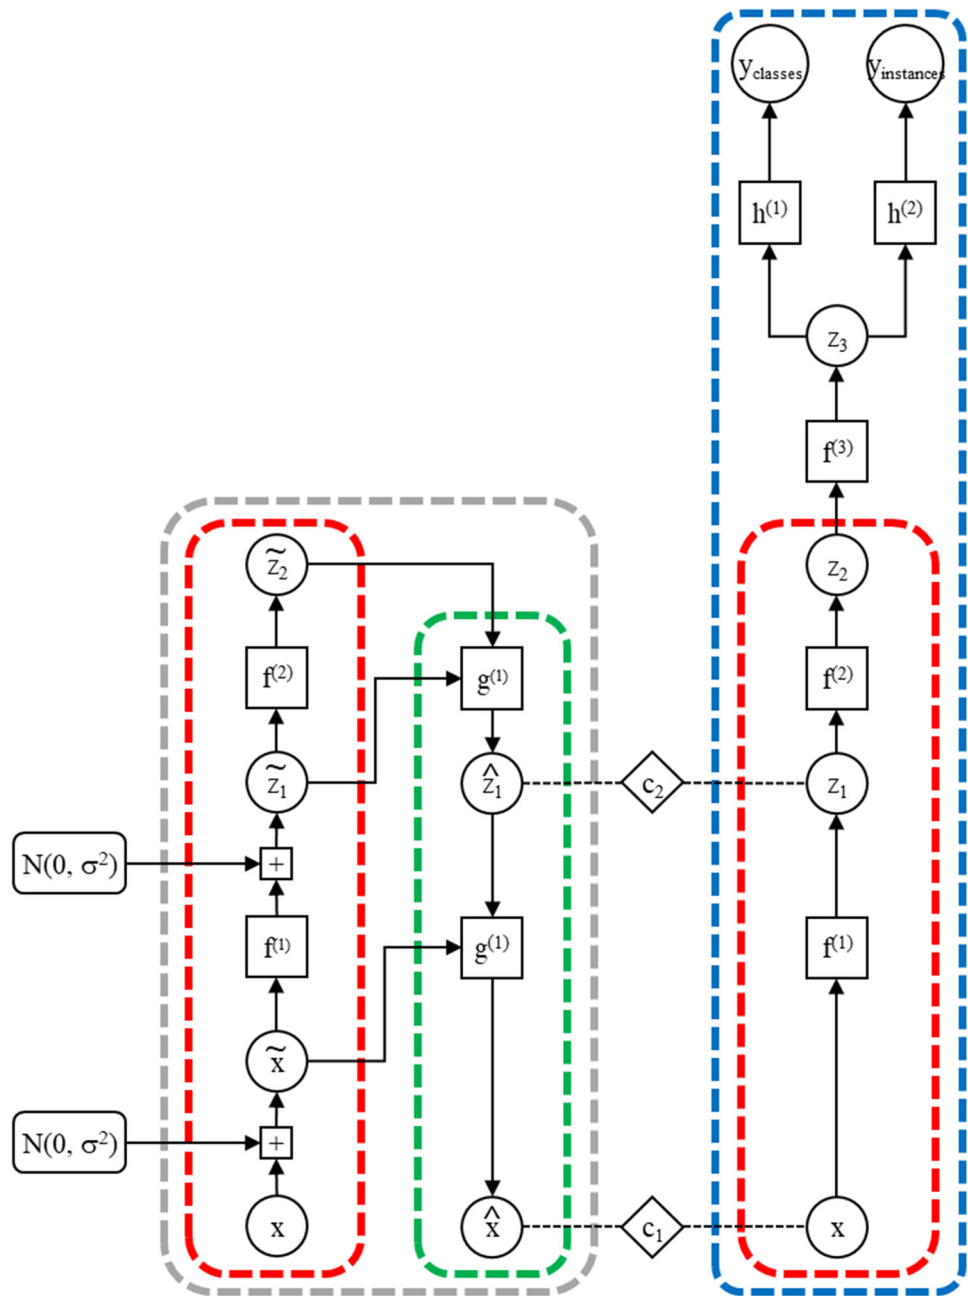 y_classes y_instances
h^(1) h^(2)
z_3
f^(3)
z̃_2 z_2
f^(2) g^(1) f^(2)
z̃_1 ẑ_1 c_2 z_1
N(0, σ^2) +
f^(1) g^(1) f^(1)
x̃
N(0, σ^2) +
x x̂ c_1 x